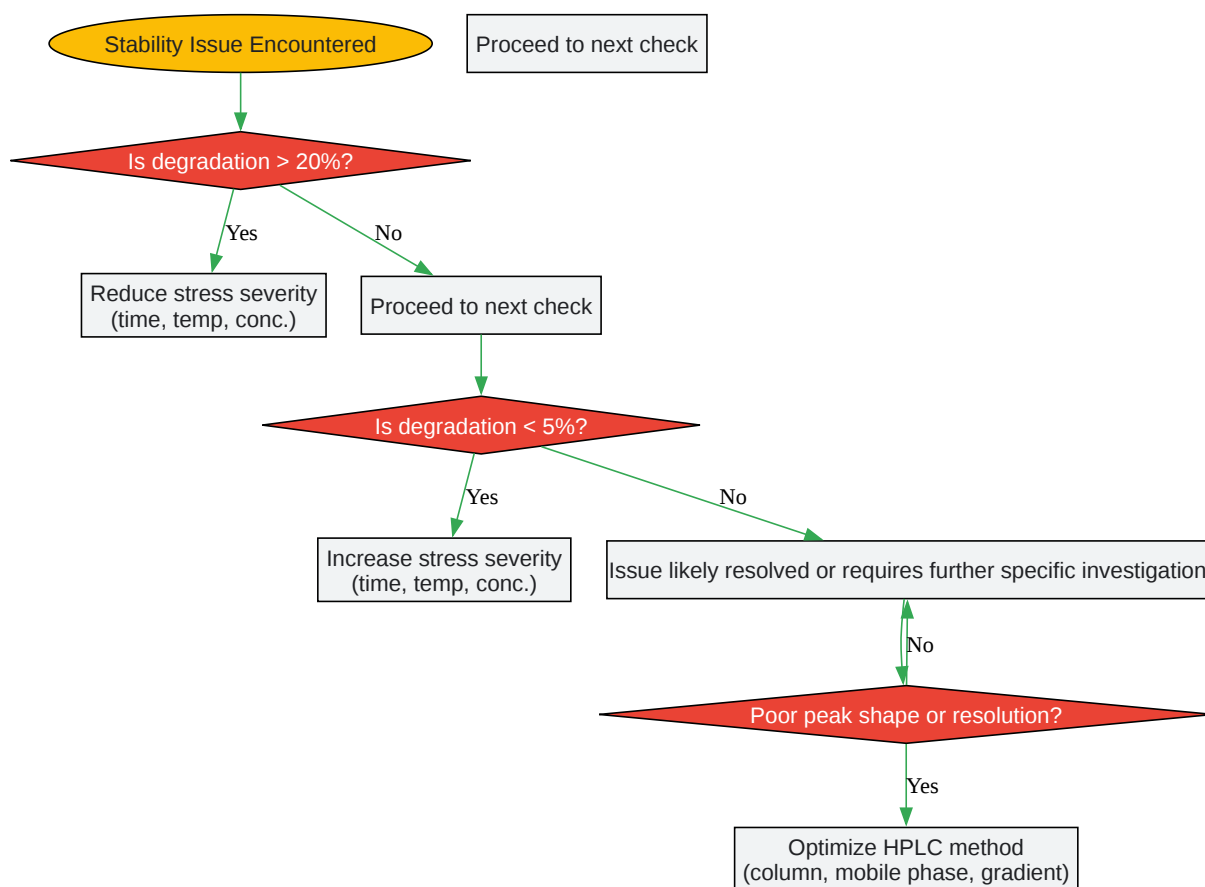 Stability Issue Encountered
Proceed to next check
Is degradation > 20%?
Yes
No
Reduce stress severity
(time, temp, conc.)
Proceed to next check
Is degradation < 5%?
Yes
No
Increase stress severity
(time, temp, conc.)
Issue likely resolved or requires further specific investigation
No
Poor peak shape or resolution?
Yes
Optimize HPLC method
(column, mobile phase, gradient)